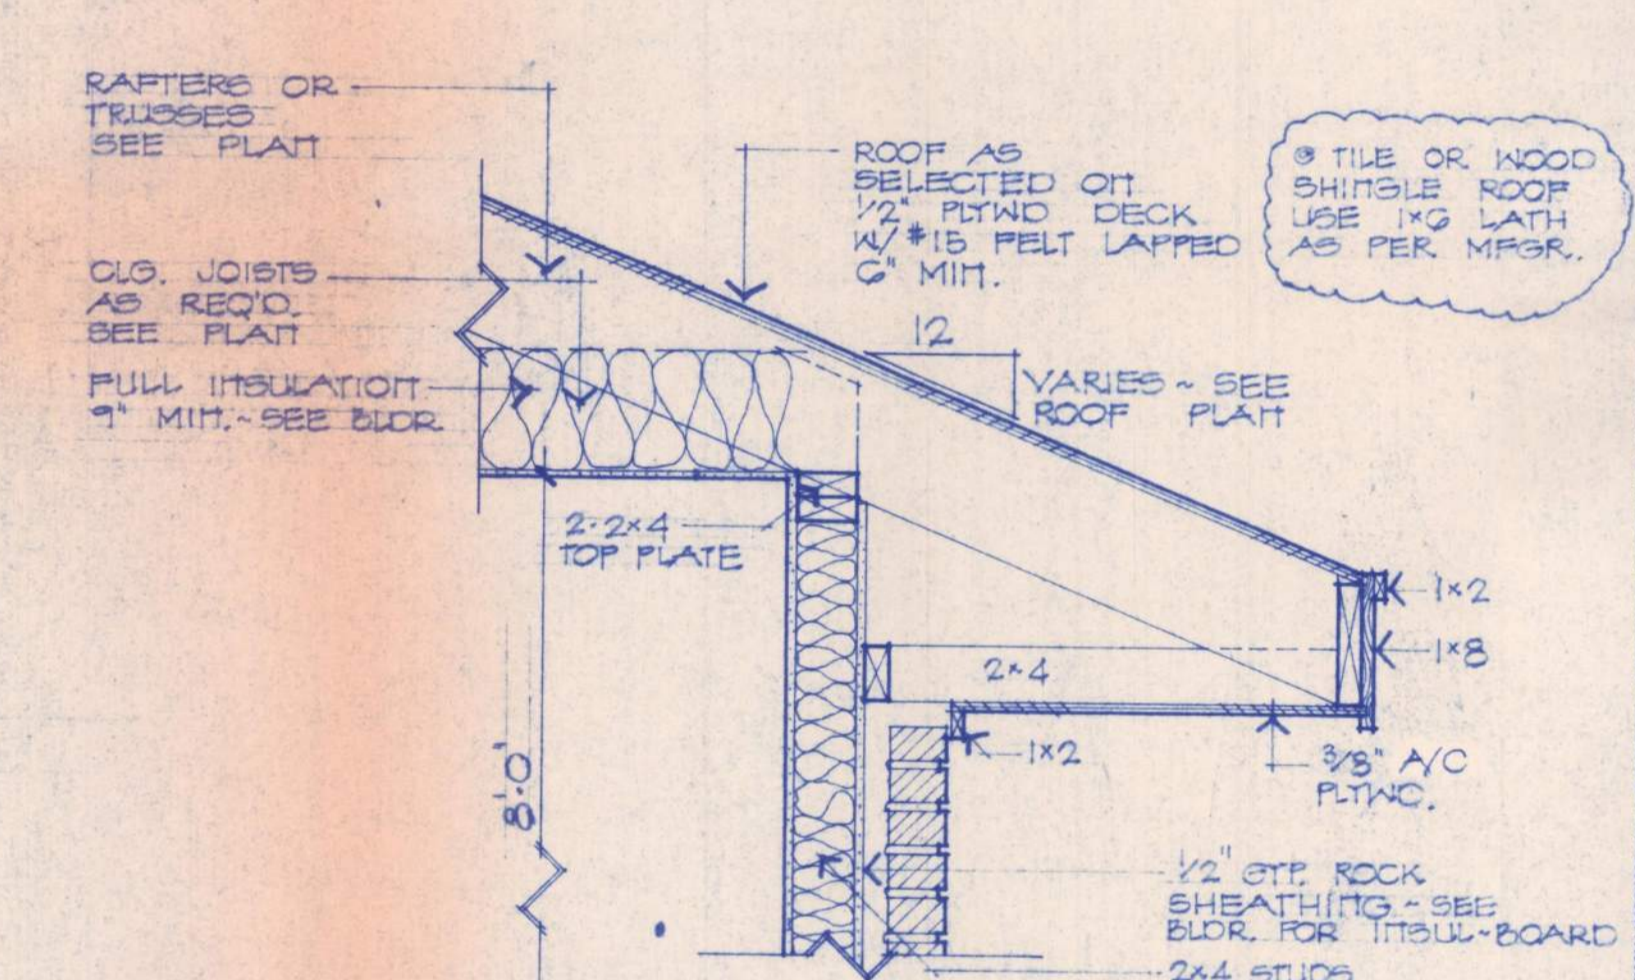 RAFTERS OR
TRUSSES
SEE PLAN
CLG. JOISTS
AS REQ'D.
SEE PLAN
FULL INSULATION
9" MIN. ~ SEE BLDR
ROOF AS
SELECTED ON
1/2" PLYWD DECK
W/ #15 FELT LAPPED
6" MIN.
@ TILE OR WOOD
SHINGLE ROOF
USE 1×6 LATH
AS PER MFGR.
12
VARIES ~ SEE
ROOF PLAN
2-2×4
TOP PLATE
1×2
1×8
2×4
1×2
3/8" A/C
PLYWD.
8'-0"
1/2" GYP. ROCK
SHEATHING ~ SEE
BLDR. FOR INSUL~BOARD
2×4 STUDS